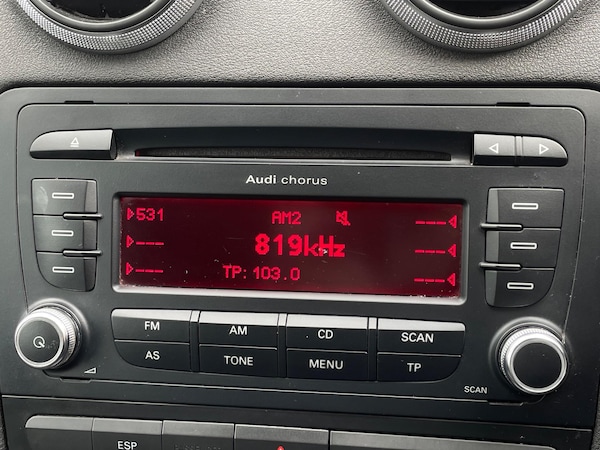 Audi chorus
531
AM2
819kHz
TP: 103.0
FM
AM
CD
SCAN
AS
TONE
MENU
TP
SCAN
ESP